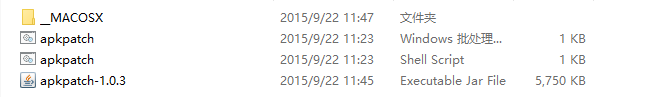 __MACOSX 2015/9/22 11:47 文件夹
apkpatch 2015/9/22 11:23 Windows 批处理... 1 KB
apkpatch 2015/9/22 11:23 Shell Script 1 KB
apkpatch-1.0.3 2015/9/22 11:45 Executable Jar File 5,750 KB